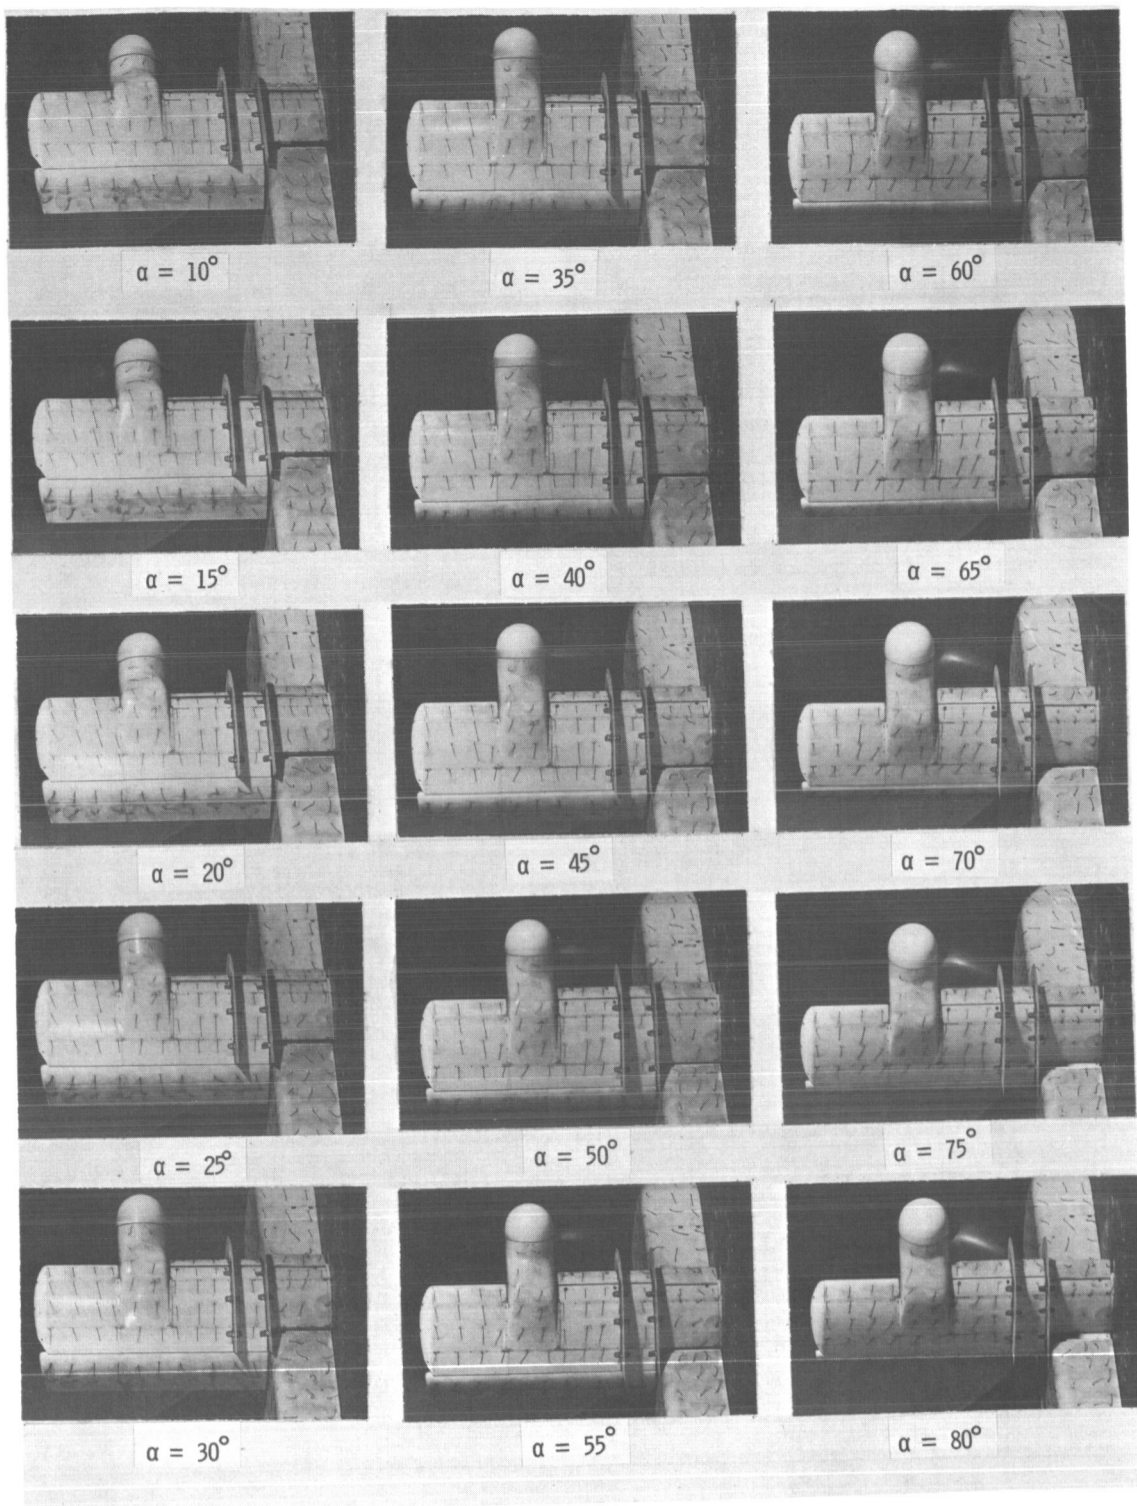 α = 10°
α = 35°
α = 60°
α = 15°
α = 40°
α = 65°
α = 20°
α = 45°
α = 70°
α = 25°
α = 50°
α = 75°
α = 30°
α = 55°
α = 80°